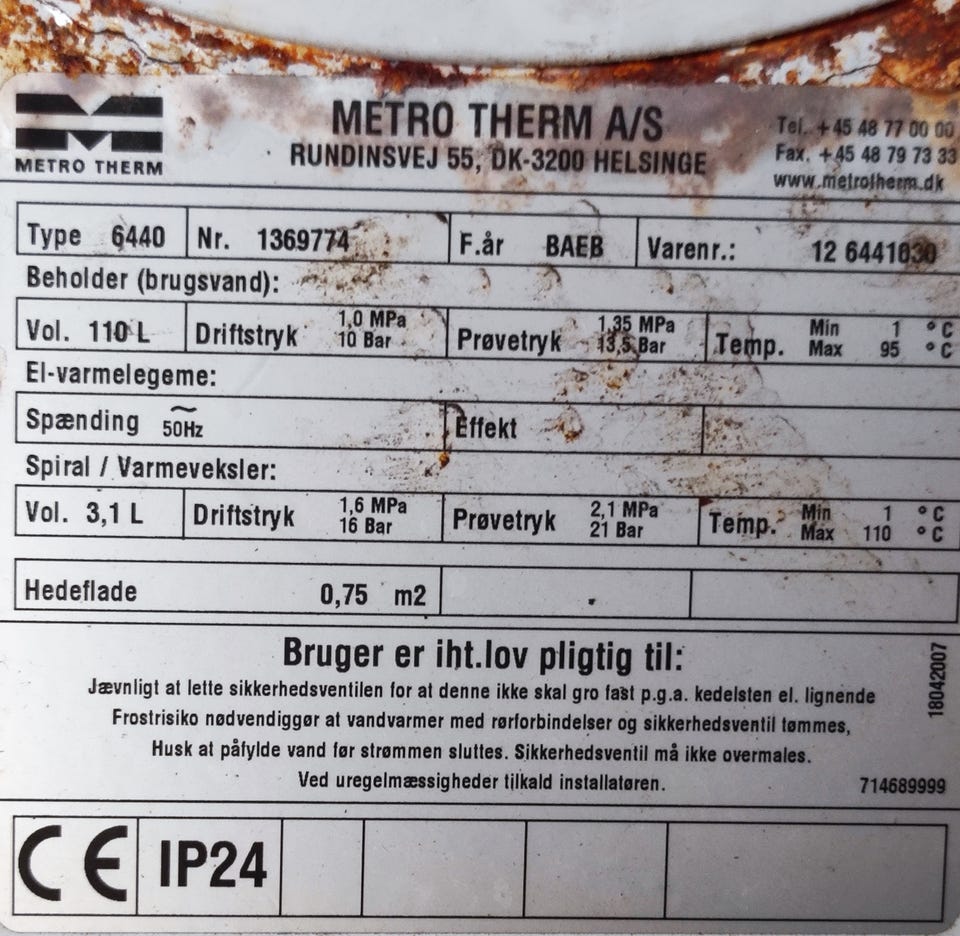 METRO THERM
METRO THERM A/S
RUNDINSVEJ 55, DK-3200 HELSINGE
Tel. +45 48 77 00 00
Fax. +45 48 79 73 33
www.metrotherm.dk
Type 6440 Nr. 1369774 F.år BAEB Varenr.: 12 6441030
Beholder (brugsvand):
Vol. 110 L Driftstryk 1,0 MPa 10 Bar Prøvetryk 1,35 MPa 13,5 Bar Temp. Min 1 °C Max 95 °C
El-varmelegeme:
Spænding ~ 50Hz Effekt
Spiral / Varmeveksler:
Vol. 3,1 L Driftstryk 1,6 MPa 16 Bar Prøvetryk 2,1 MPa 21 Bar Temp. Min 1 °C Max 110 °C
Hedeflade 0,75 m2
Bruger er iht.lov pligtig til:
Jævnligt at lette sikkerhedsventilen for at denne ikke skal gro fast p.g.a. kedelsten el. lignende
Frostrisiko nødvendiggør at vandvarmer med rørforbindelser og sikkerhedsventil tømmes,
Husk at påfylde vand før strømmen sluttes. Sikkerhedsventil må ikke overmales.
Ved uregelmæssigheder tilkald installatøren.
18042007
714689999
CE IP24